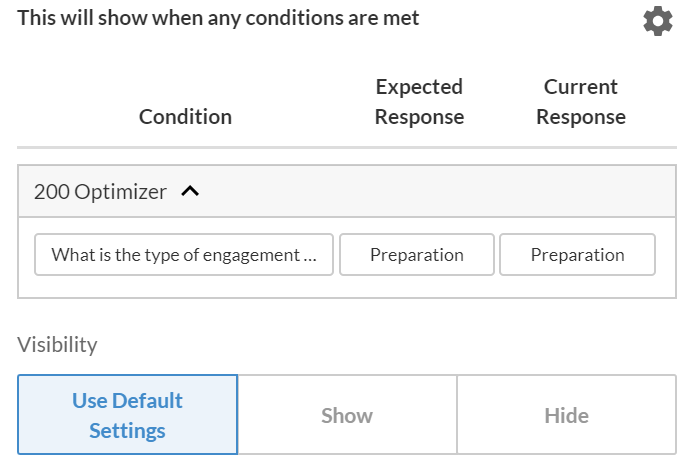 This will show when any conditions are met
Expected Current
Condition Response Response
200 Optimizer
What is the type of engagement ... Preparation Preparation
Visibility
Use Default
Settings Show Hide